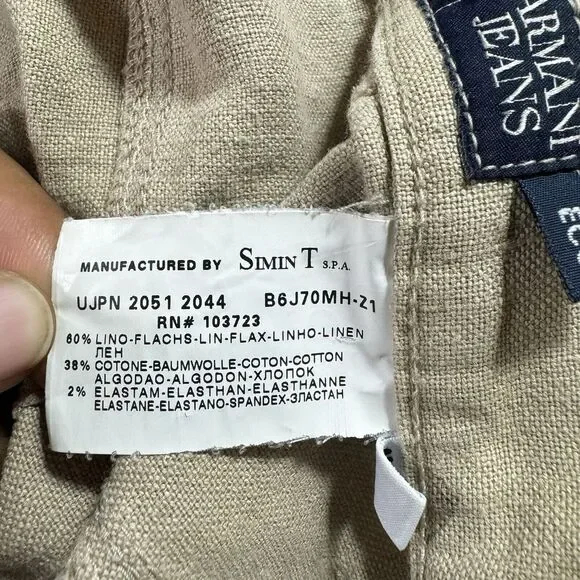 ARMANI
JEANS
MANUFACTURED BY SIMIN T S.P.A.
UJPN 2051 2044 B6J70MH-Z1
RN# 103723
60% LINO-FLACHS-LIN-FLAX-LINHO-LINEN
ЛЕН
38% COTONE-BAUMWOLLE-COTON-COTTON
ALGODAO-ALGODON-ХЛОПОК
2% ELASTAM-ELASTHAN-ELASTHANNE
ELASTANE-ELASTANO-SPANDEX-ЭЛАСТАН